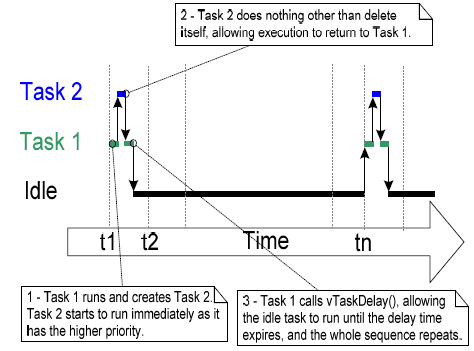 2 - Task 2 does nothing other than delete
itself, allowing execution to return to Task 1.
Task 2
Task 1
Idle
t1
t2
Time
tn
1 - Task 1 runs and creates Task 2.
Task 2 starts to run immediately as it
has the higher priority.
3 - Task 1 calls vTaskDelay(), allowing
the idle task to run until the delay time
expires, and the whole sequence repeats.